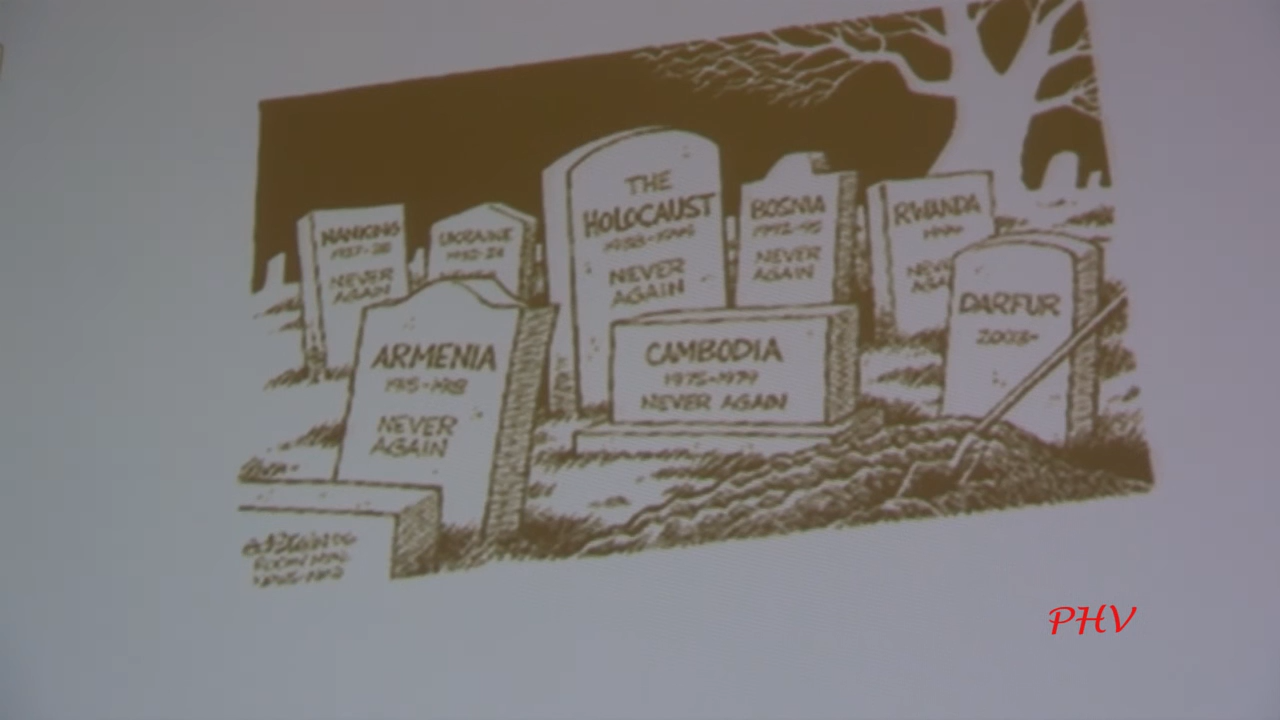 NANKING
1937-38
NEVER
AGAIN
UKRAINE
THE
HOLOCAUST
NEVER
AGAIN
BOSNIA
1992-95
NEVER
AGAIN
RWANDA
ARMENIA
1915-1918
NEVER
AGAIN
CAMBODIA
1975-1979
NEVER AGAIN
DARFUR
2003-
PHV